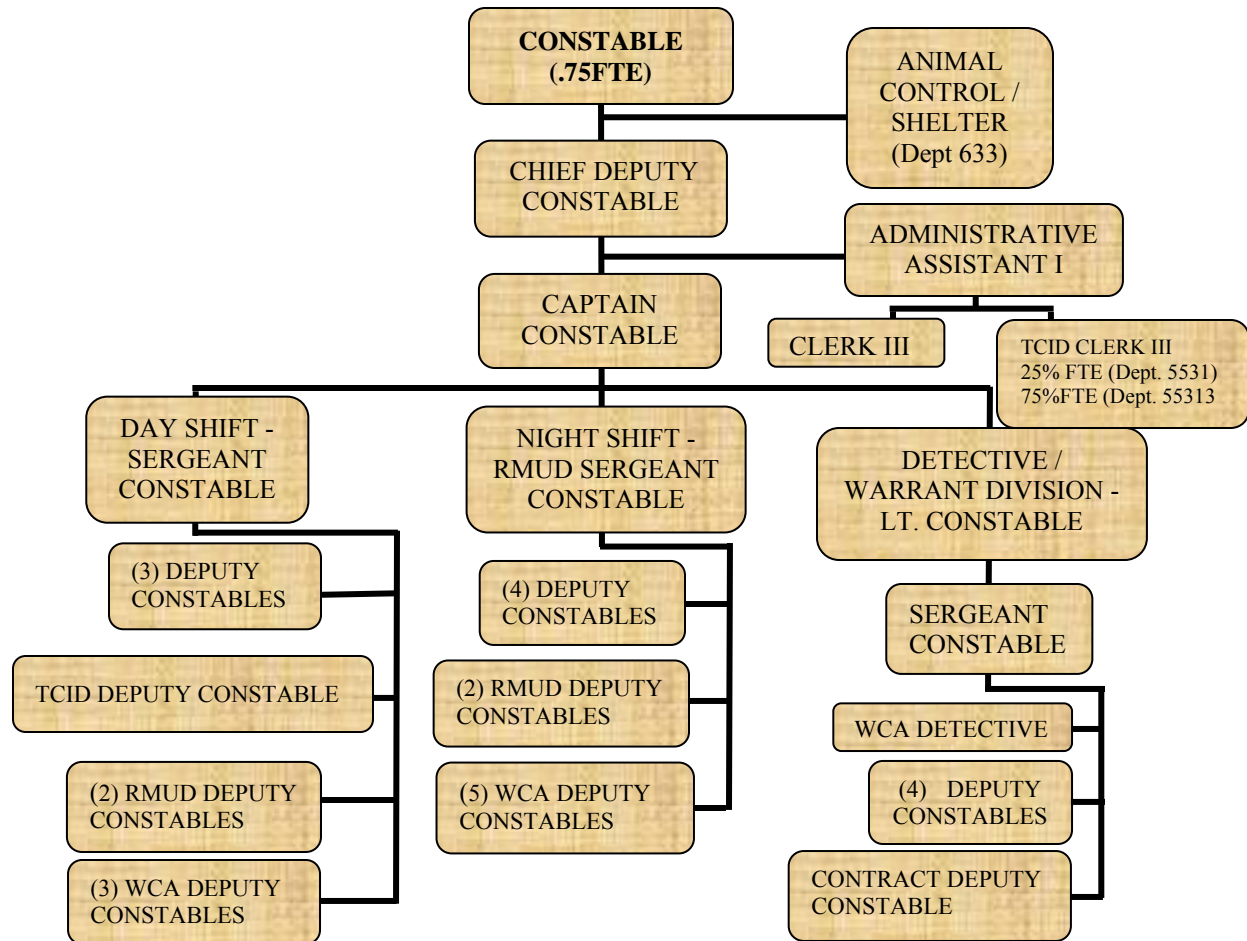 CONSTABLE
(.75FTE)
ANIMAL
CONTROL /
SHELTER
(Dept 633)
CHIEF DEPUTY
CONSTABLE
ADMINISTRATIVE
ASSISTANT I
CAPTAIN
CONSTABLE
CLERK III
TCID CLERK III
25% FTE (Dept. 5531)
75%FTE (Dept. 55313
DAY SHIFT -
SERGEANT
CONSTABLE
(3) DEPUTY
CONSTABLES
TCID DEPUTY CONSTABLE
(2) RMUD DEPUTY
CONSTABLES
(3) WCA DEPUTY
CONSTABLES
NIGHT SHIFT -
RMUD SERGEANT
CONSTABLE
(4) DEPUTY
CONSTABLES
(2) RMUD DEPUTY
CONSTABLES
(5) WCA DEPUTY
CONSTABLES
DETECTIVE /
WARRANT DIVISION -
LT. CONSTABLE
SERGEANT
CONSTABLE
WCA DETECTIVE
(4) DEPUTY
CONSTABLES
CONTRACT DEPUTY
CONSTABLE